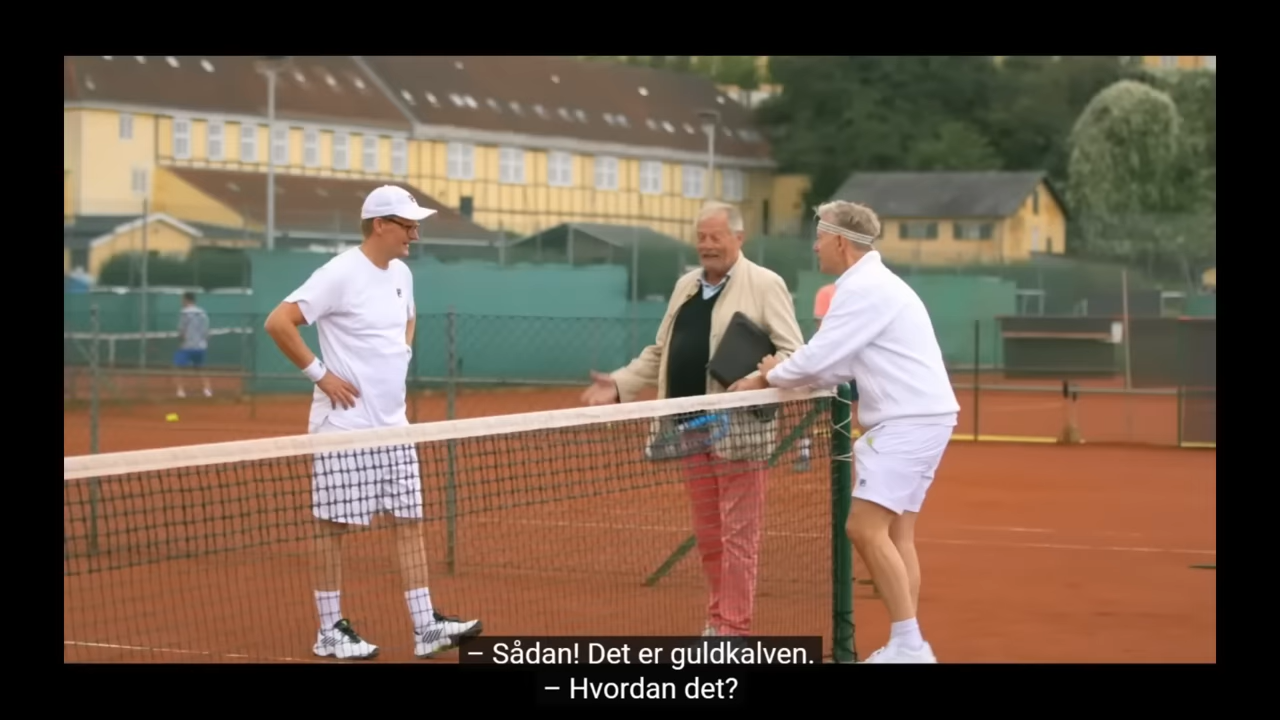 – Sådan! Det er guldkalven.
– Hvordan det?